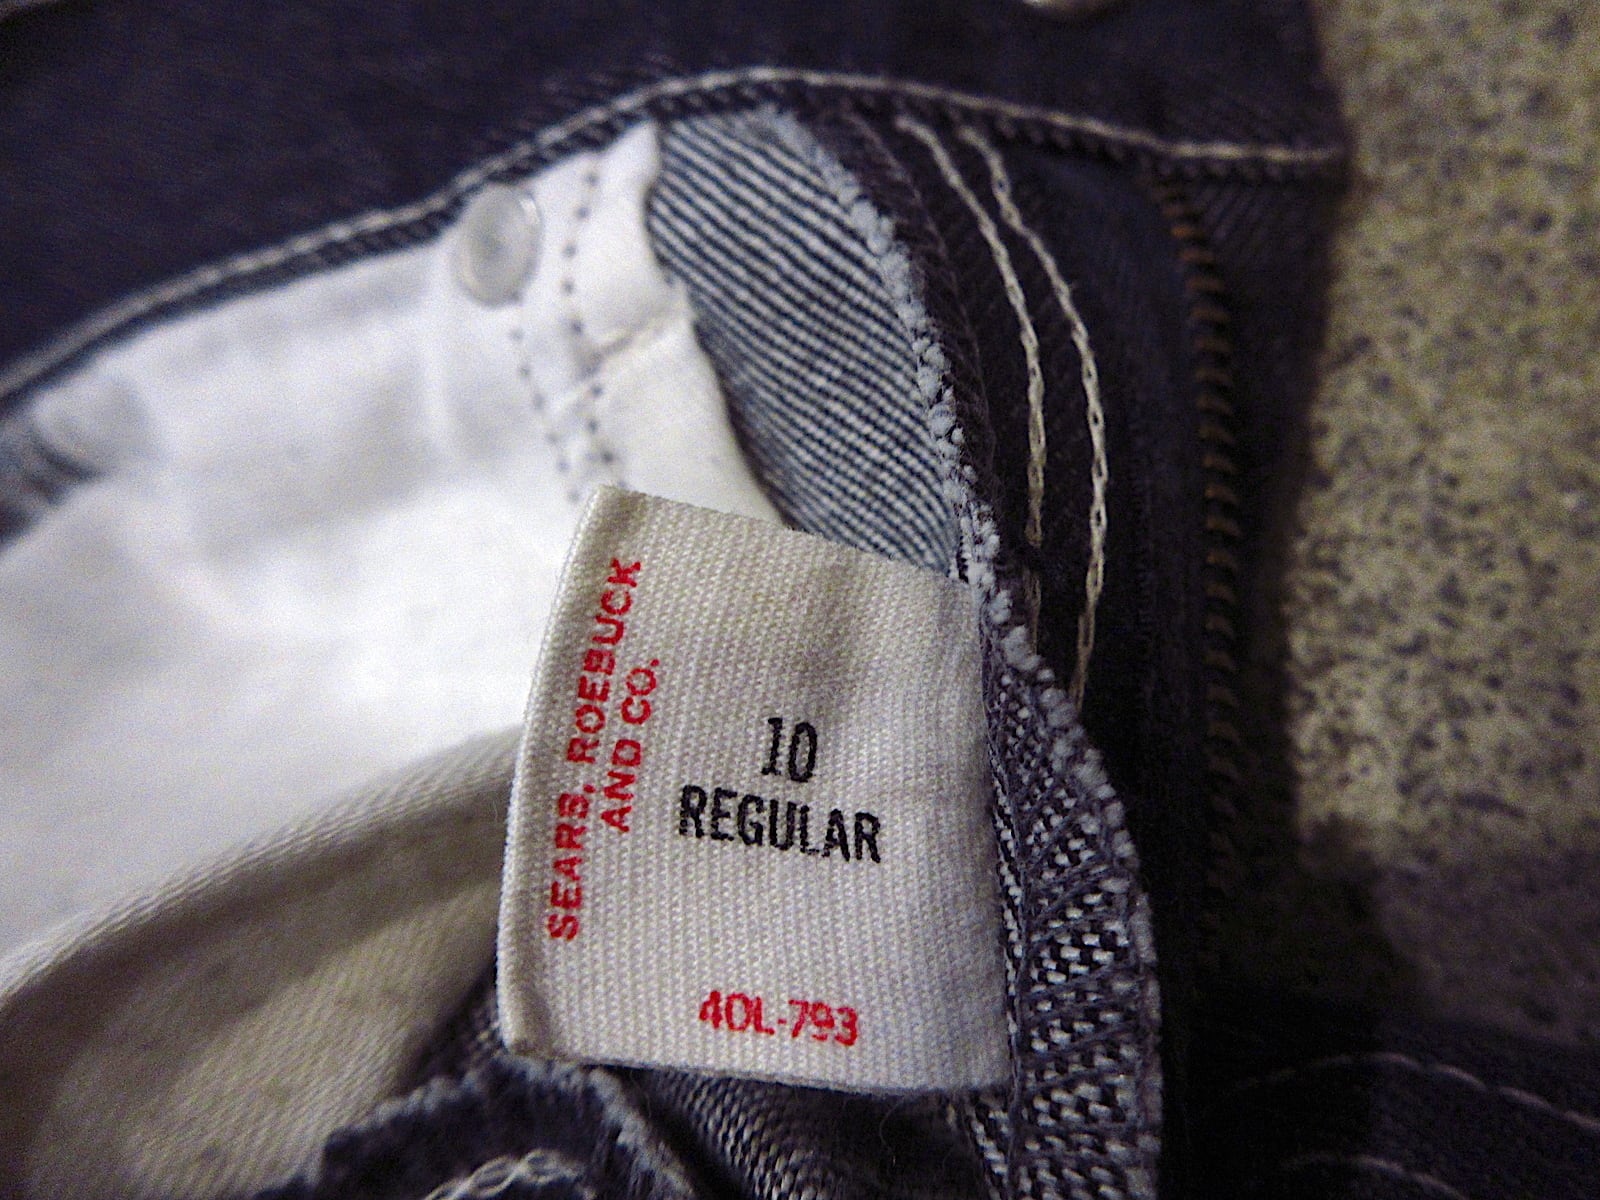 SEARS, ROEBUCK
AND CO.
10
REGULAR
40L-793